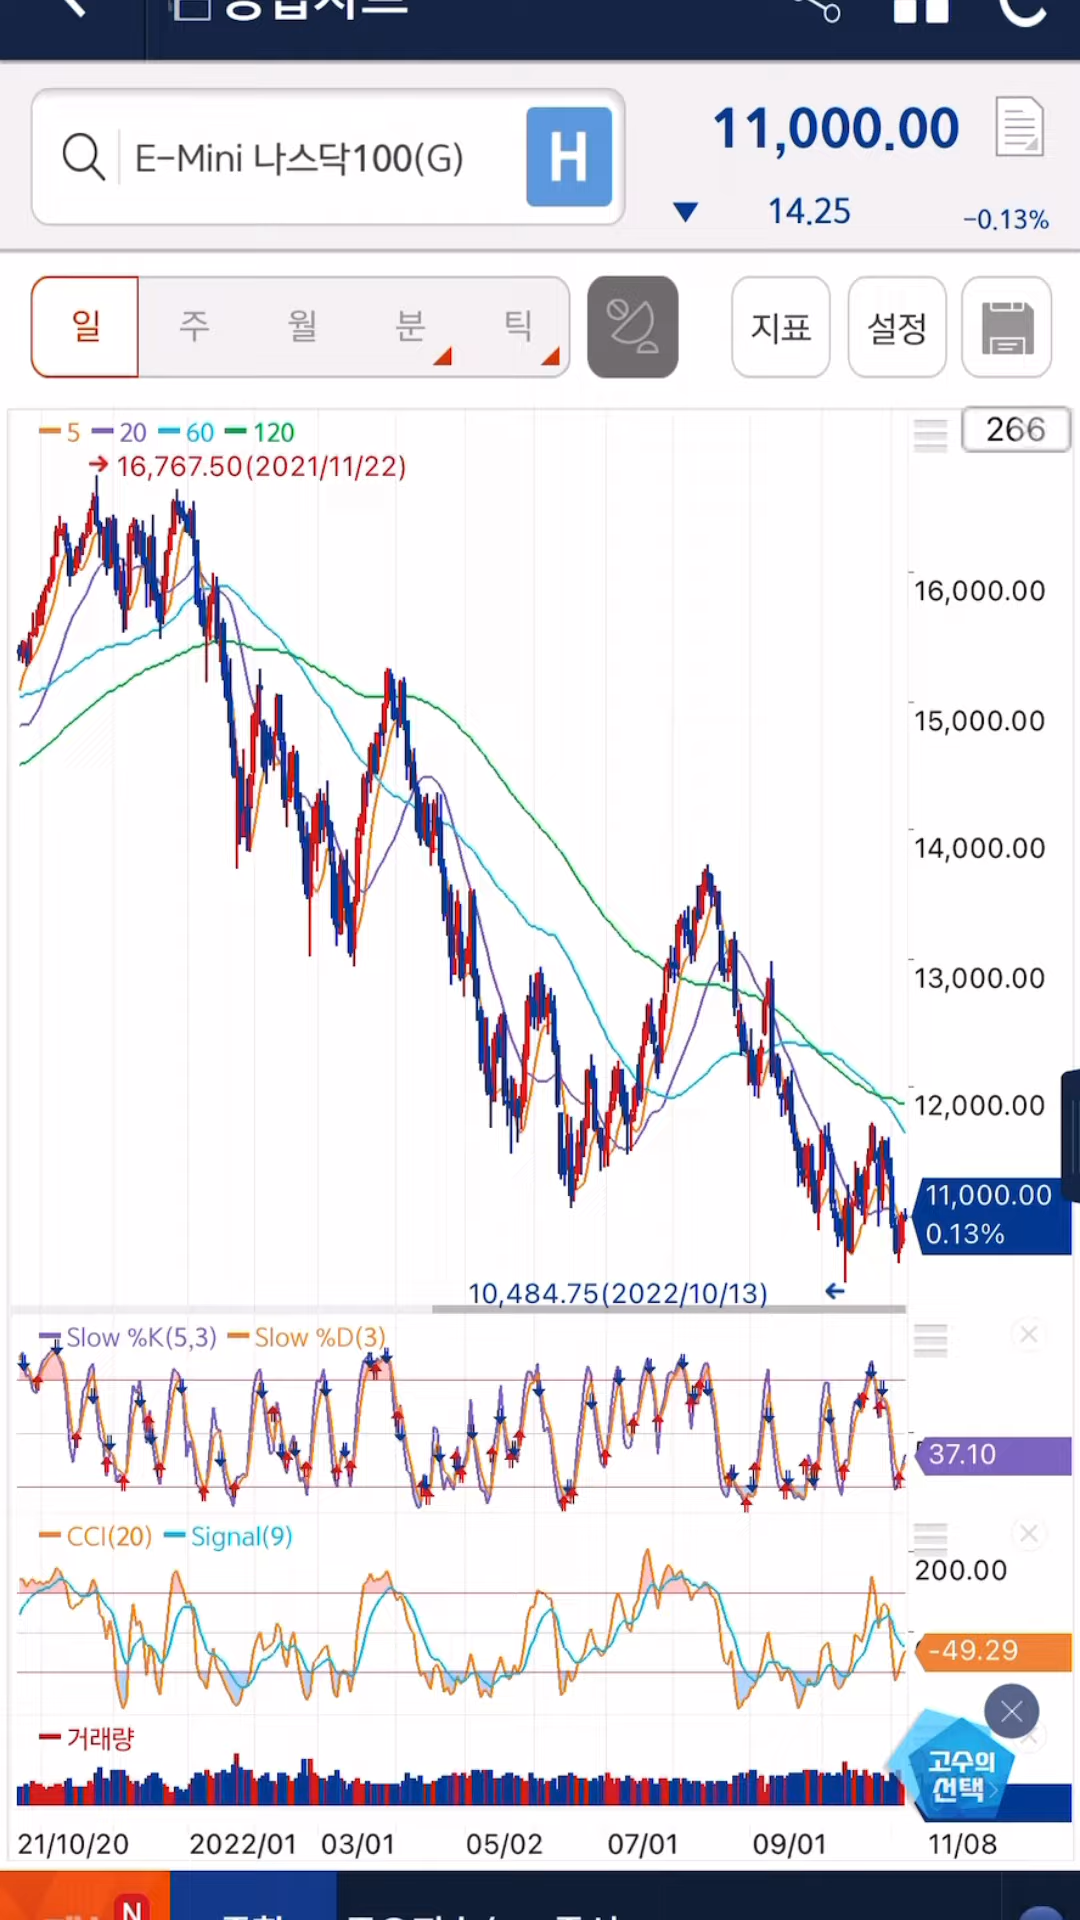 종합차트
E-Mini 나스닥100(G)
H
11,000.00
▼ 14.25 -0.13%
일 주 월 분 틱
지표 설정
5 20 60 120
266
→ 16,767.50(2021/11/22)
16,000.00
15,000.00
14,000.00
13,000.00
12,000.00
11,000.00
0.13%
10,484.75(2022/10/13) ←
Slow %K(5,3) Slow %D(3)
37.10
CCI(20) Signal(9)
200.00
-49.29
거래량
고수의
선택
21/10/20 2022/01 03/01 05/02 07/01 09/01 11/08
N